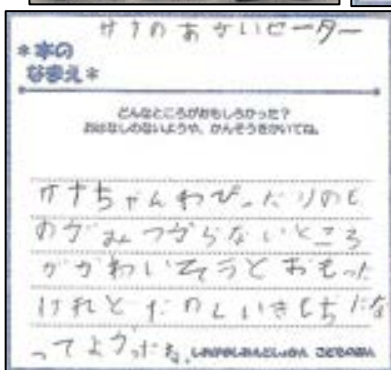 サナのあかいセーター
*本の
なまえ*
どんなところがおもしろかった?
おはなしのないようや、かんそうをかいてね。
サナちゃんわぴったりのも
のがみつからないところ
がかわいそうとおもった
けれどたのしいきもちにな
ってよかったね。